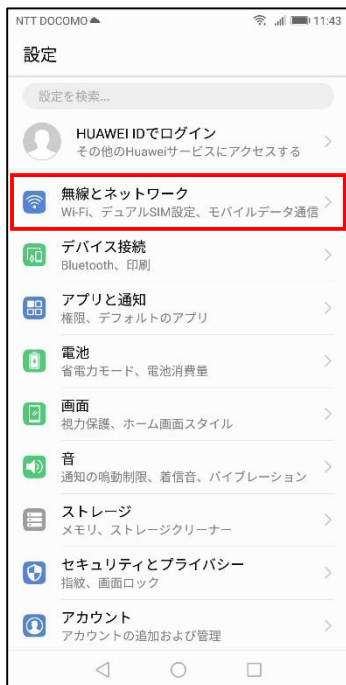 NTT DOCOMO 11:43
設定
設定を検索...
HUAWEI IDでログイン
その他のHuaweiサービスにアクセスする
無線とネットワーク
Wi-Fi、デュアルSIM設定、モバイルデータ通信
デバイス接続
Bluetooth、印刷
アプリと通知
権限、デフォルトのアプリ
電池
省電力モード、電池消費量
画面
視力保護、ホーム画面スタイル
音
通知の鳴動制限、着信音、バイブレーション
ストレージ
メモリ、ストレージクリーナー
セキュリティとプライバシー
指紋、画面ロック
アカウント
アカウントの追加および管理